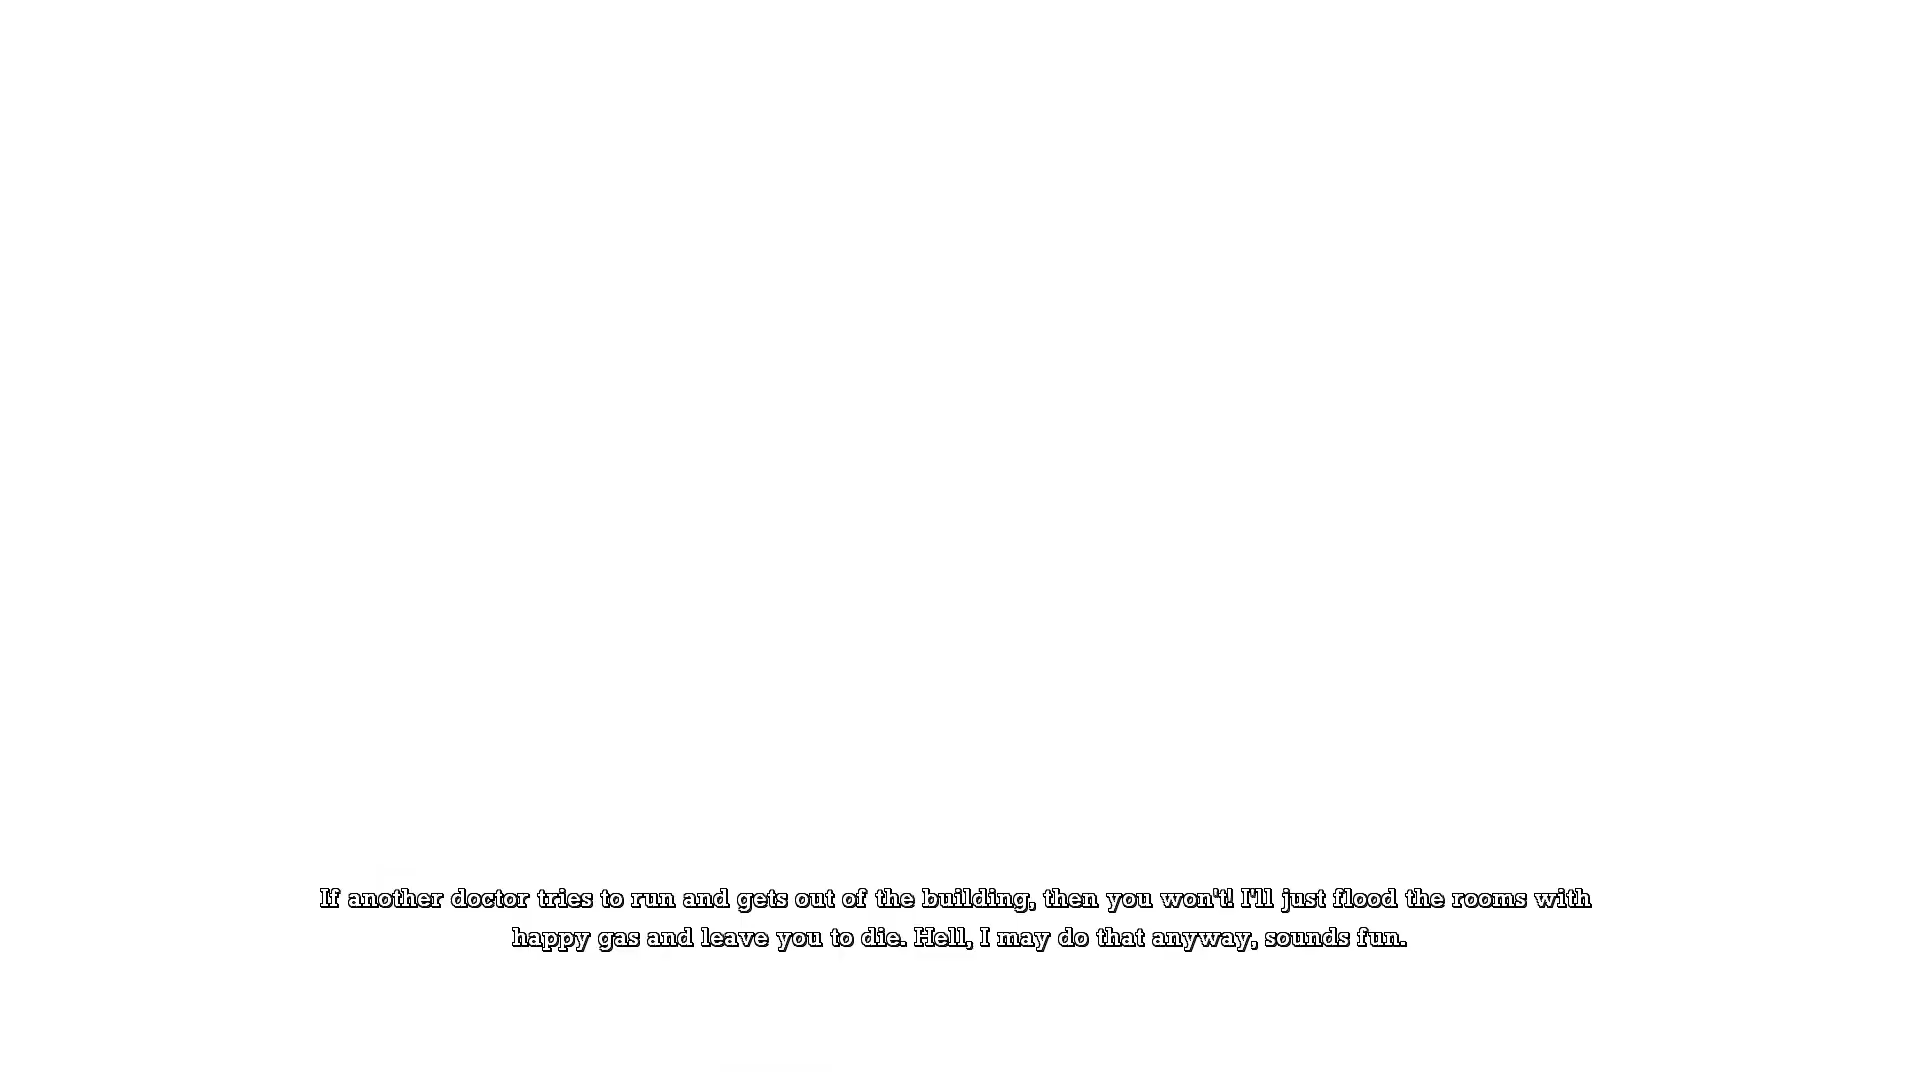 If another doctor tries to run and gets out of the building, then you won't! I'll just flood the rooms with
happy gas and leave you to die. Hell, I may do that anyway, sounds fun.